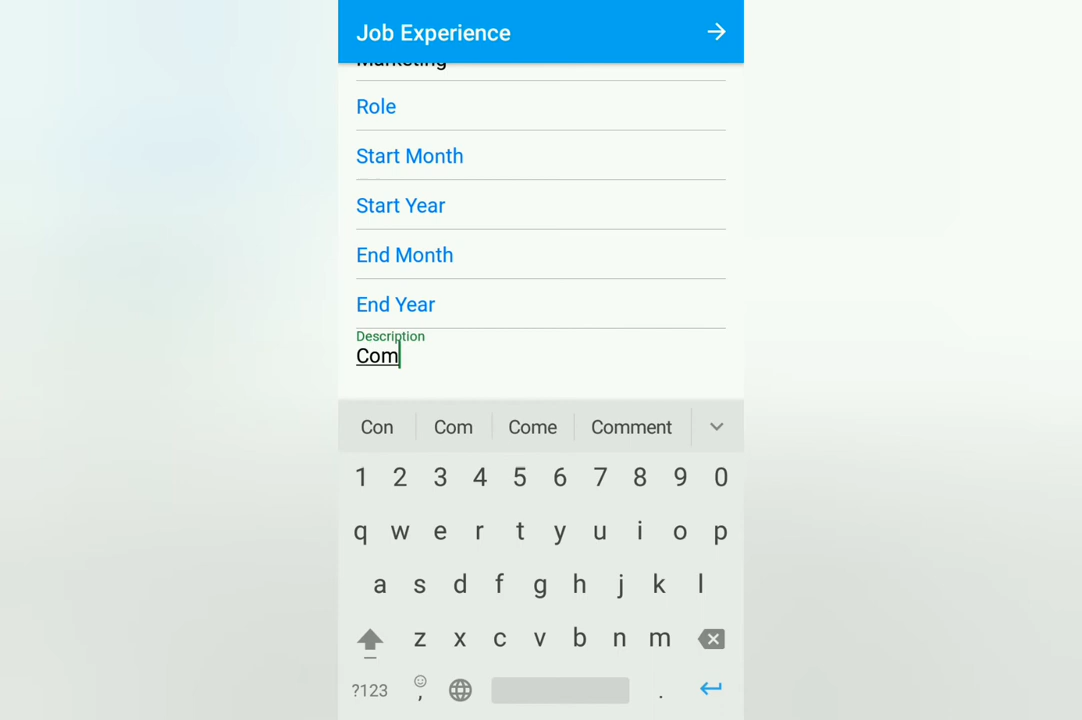 Job Experience
Marketing
Role
Start Month
Start Year
End Month
End Year
Description
Com
Con Com Come Comment
1 2 3 4 5 6 7 8 9 0
q w e r t y u i o p
a s d f g h j k l
z x c v b n m
?123 , .